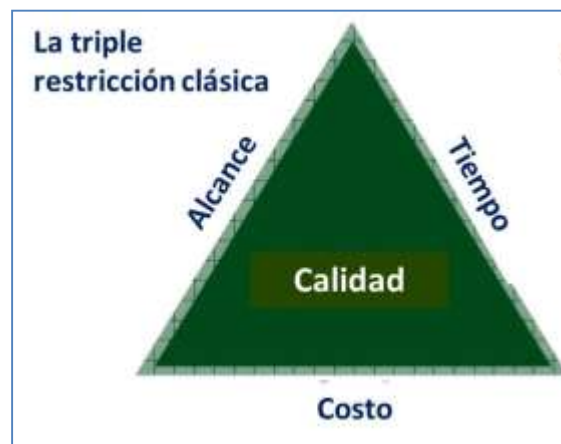 La triple
restricción clásica
Alcance
Tiempo
Calidad
Costo